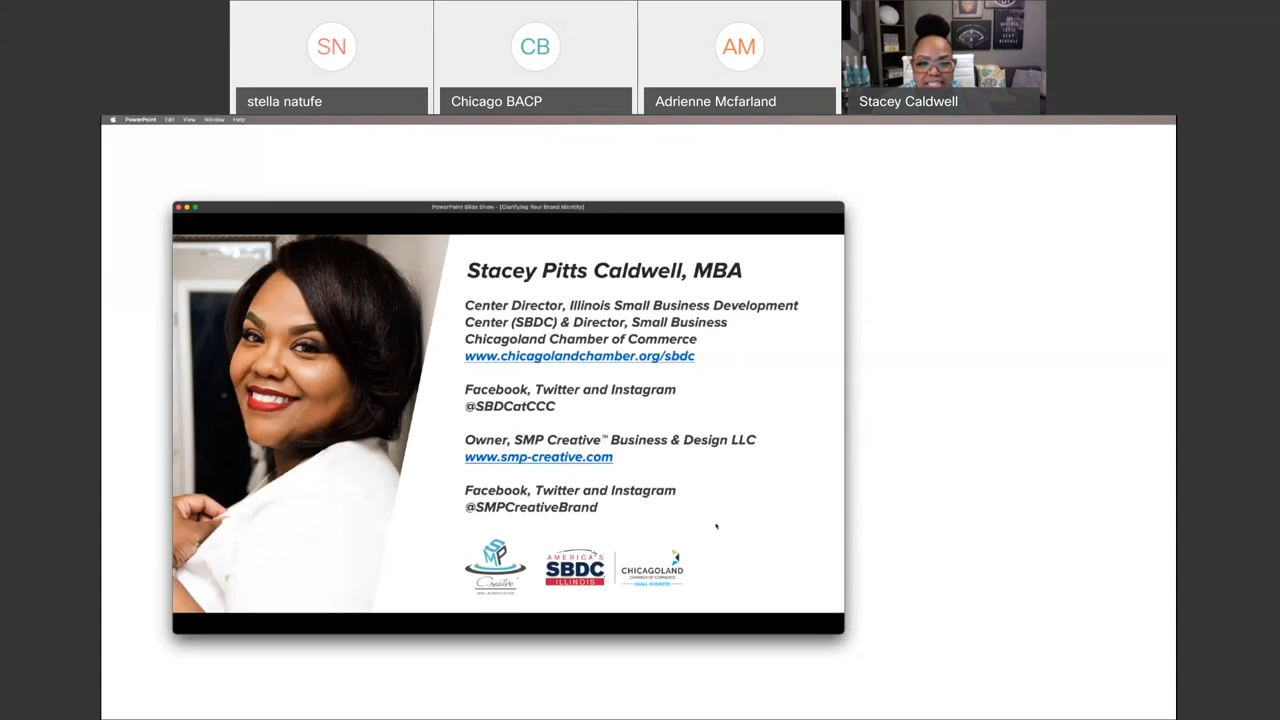 SN
CB
AM
stella natufe
Chicago BACP
Adrienne Mcfarland
Stacey Caldwell
PowerPoint Edit View Window Help
PowerPoint Slide Show - [Clarifying Your Brand Identity]
Stacey Pitts Caldwell, MBA
Center Director, Illinois Small Business Development
Center (SBDC) & Director, Small Business
Chicagoland Chamber of Commerce
www.chicagolandchamber.org/sbdc
Facebook, Twitter and Instagram
@SBDCatCCC
Owner, SMP Creative™ Business & Design LLC
www.smp-creative.com
Facebook, Twitter and Instagram
@SMPCreativeBrand
SMP
Creative
AMERICA'S
SBDC
ILLINOIS
CHICAGOLAND
CHAMBER OF COMMERCE
SMALL BUSINESS